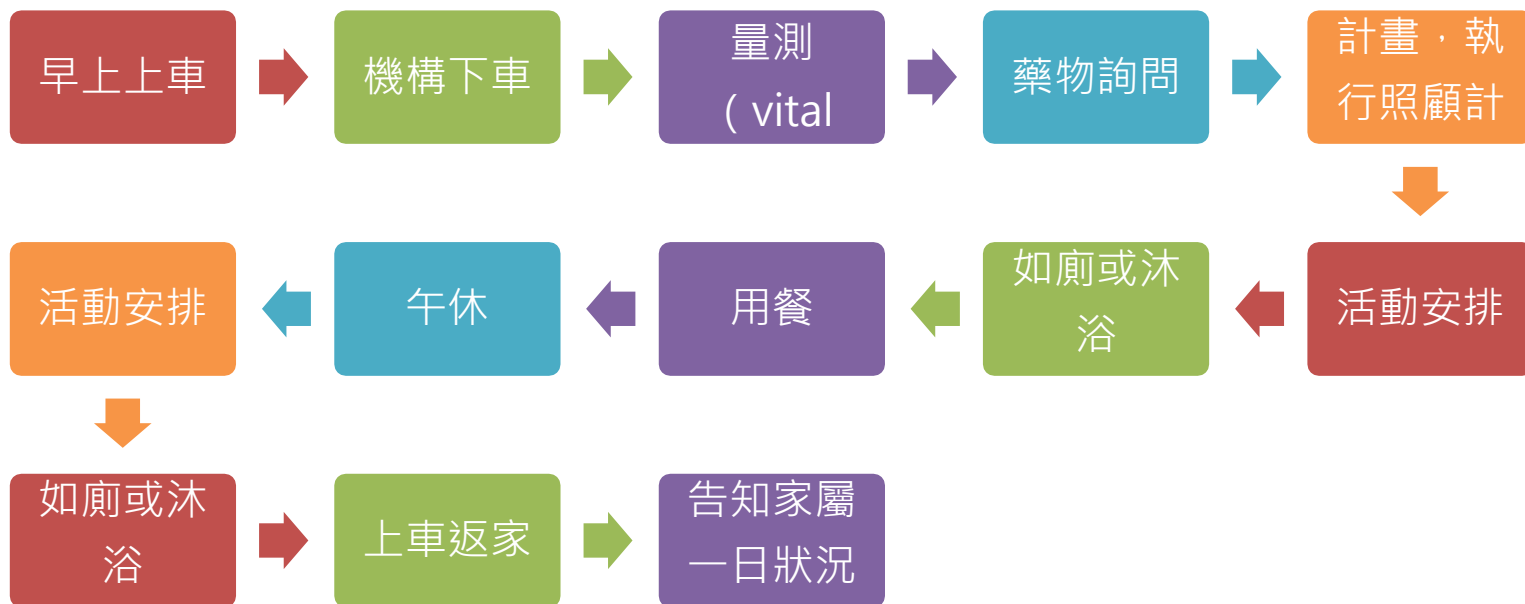 早上上車
機構下車
量測
( vital
藥物詢問
計畫，執
行照顧計
活動安排
如廁或沐
浴
用餐
午休
活動安排
如廁或沐
浴
上車返家
告知家屬
一日狀況